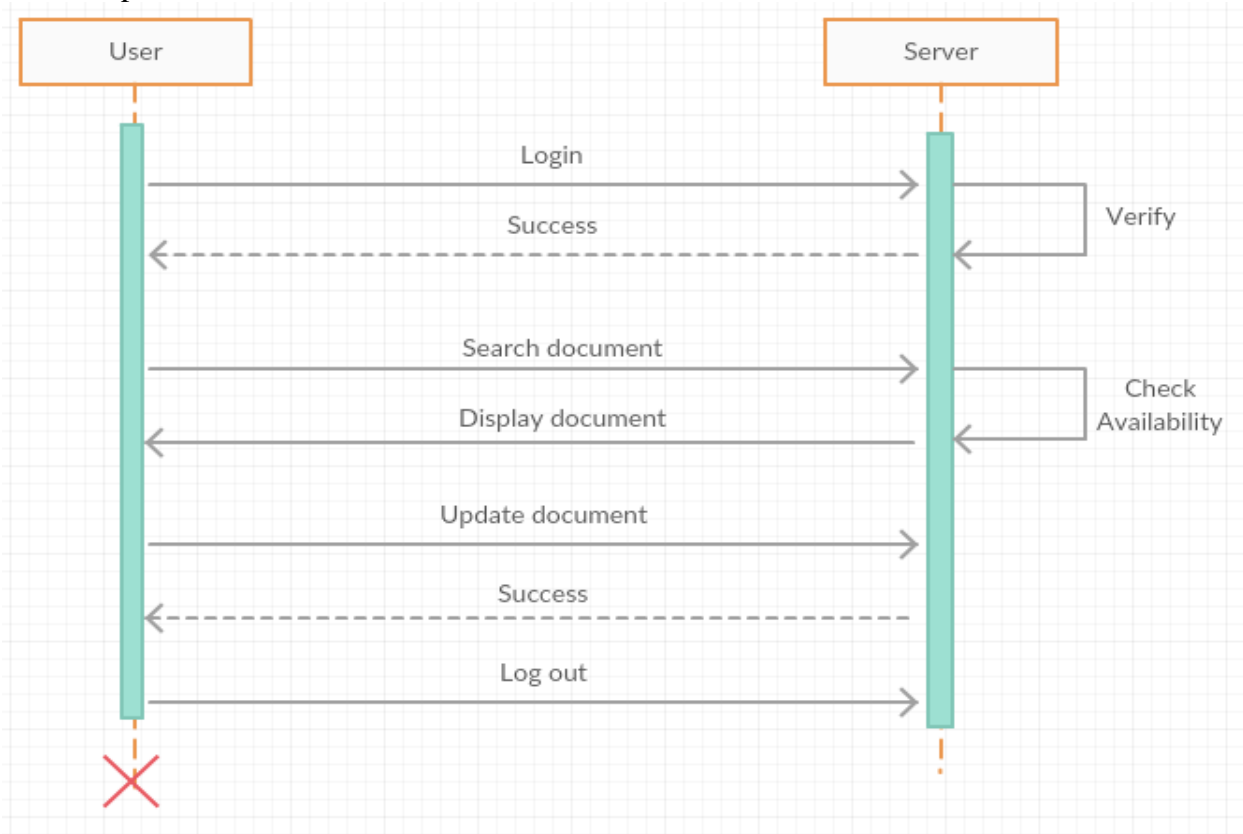 User
Server
Login
Success
Verify
Search document
Check
Availability
Display document
Update document
Success
Log out